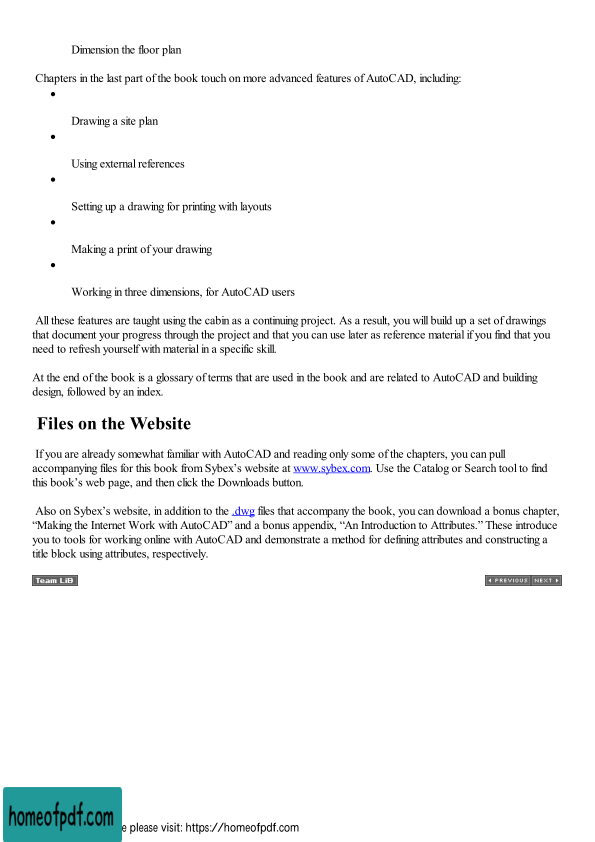 Dimension the floor plan
Chapters in the last part of the book touch on more advanced features of AutoCAD, including:
•
Drawing a site plan
•
Using external references
•
Setting up a drawing for printing with layouts
•
Making a print of your drawing
•
Working in three dimensions, for AutoCAD users
All these features are taught using the cabin as a continuing project. As a result, you will build up a set of drawings
that document your progress through the project and that you can use later as reference material if you find that you
need to refresh yourself with material in a specific skill.
At the end of the book is a glossary of terms that are used in the book and are related to AutoCAD and building
design, followed by an index.
Files on the Website
If you are already somewhat familiar with AutoCAD and reading only some of the chapters, you can pull
accompanying files for this book from Sybex’s website at www.sybex.com. Use the Catalog or Search tool to find
this book’s web page, and then click the Downloads button.
Also on Sybex’s website, in addition to the .dwg files that accompany the book, you can download a bonus chapter,
“Making the Internet Work with AutoCAD” and a bonus appendix, “An Introduction to Attributes.” These introduce
you to tools for working online with AutoCAD and demonstrate a method for defining attributes and constructing a
title block using attributes, respectively.
Team LiB PREVIOUS NEXT
homeofpdf.com
e please visit: https://homeofpdf.com